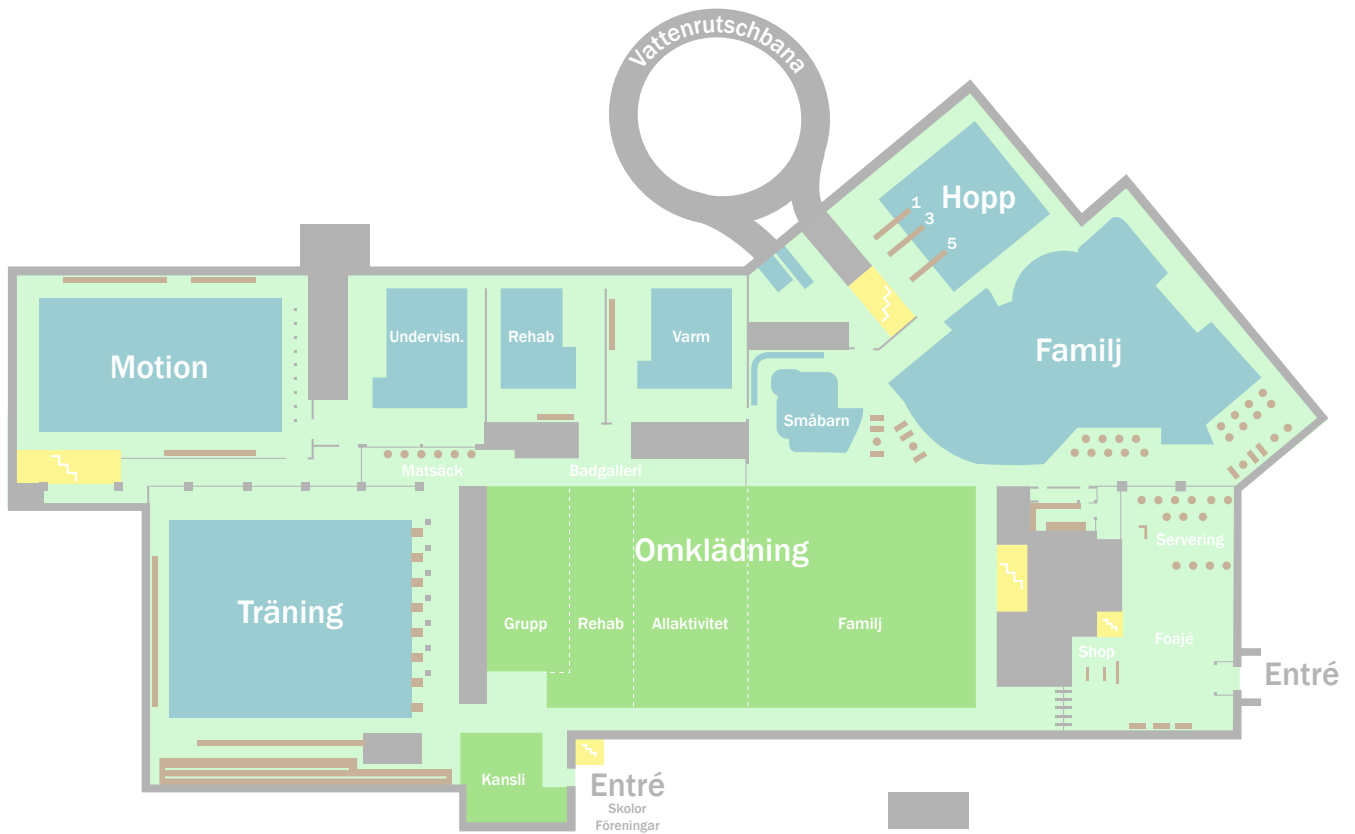 Vattenrutschbana
Hopp
1
3
5
Familj
Motion
Undervisn.
Rehab
Varm
Småbarn
Matsäck
Badgalleri
Omklädning
Servering
Träning
Grupp
Rehab
Allaktivitet
Familj
Foajé
Shop
Entré
Kansli
Entré
Skolor
Föreningar